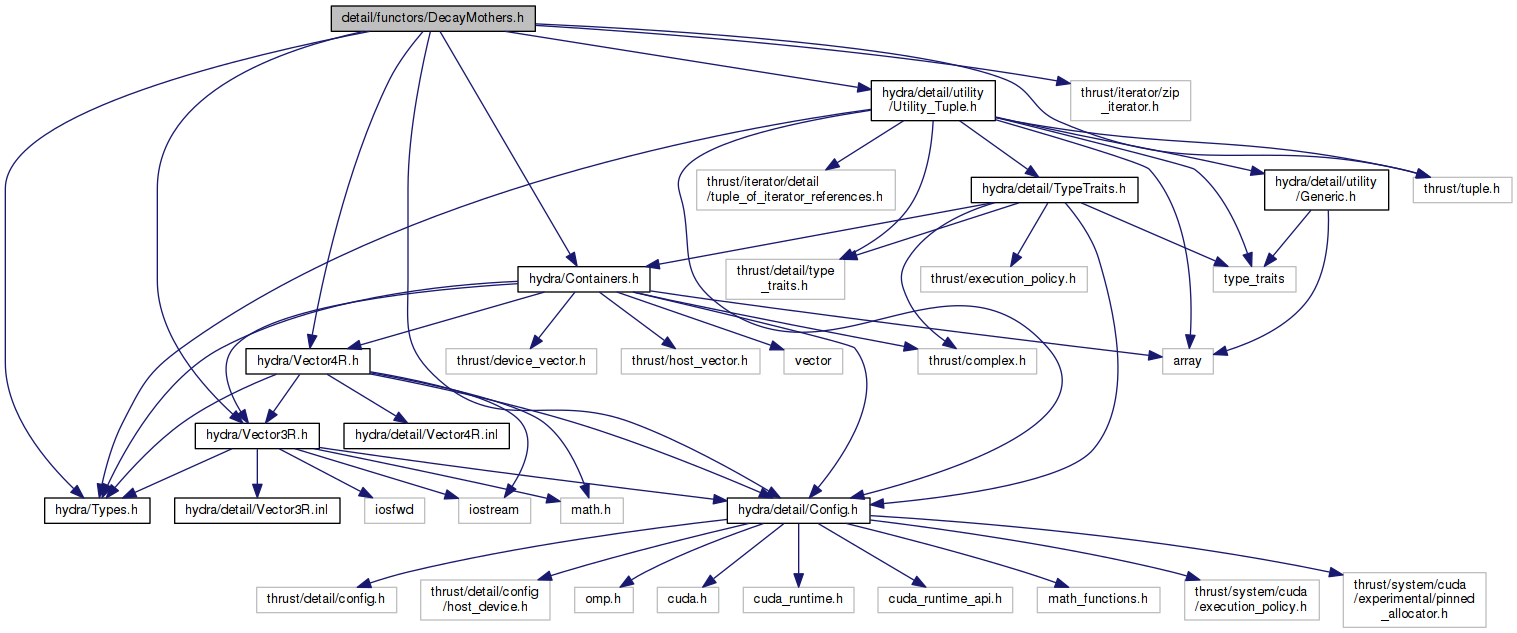 detail/functors/DecayMothers.h
hydra/detail/utility
/Utility_Tuple.h
thrust/iterator/zip
_iterator.h
thrust/iterator/detail
/tuple_of_iterator_references.h
hydra/detail/TypeTraits.h
hydra/detail/utility
/Generic.h
thrust/tuple.h
hydra/Containers.h
thrust/detail/type
_traits.h
thrust/execution_policy.h
type_traits
hydra/Vector4R.h
thrust/device_vector.h
thrust/host_vector.h
vector
thrust/complex.h
array
hydra/Vector3R.h
hydra/detail/Vector4R.inl
hydra/Types.h
hydra/detail/Vector3R.inl
iosfwd
iostream
math.h
hydra/detail/Config.h
thrust/detail/config.h
thrust/detail/config
/host_device.h
omp.h
cuda.h
cuda_runtime.h
cuda_runtime_api.h
math_functions.h
thrust/system/cuda
/execution_policy.h
thrust/system/cuda
/experimental/pinned
_allocator.h